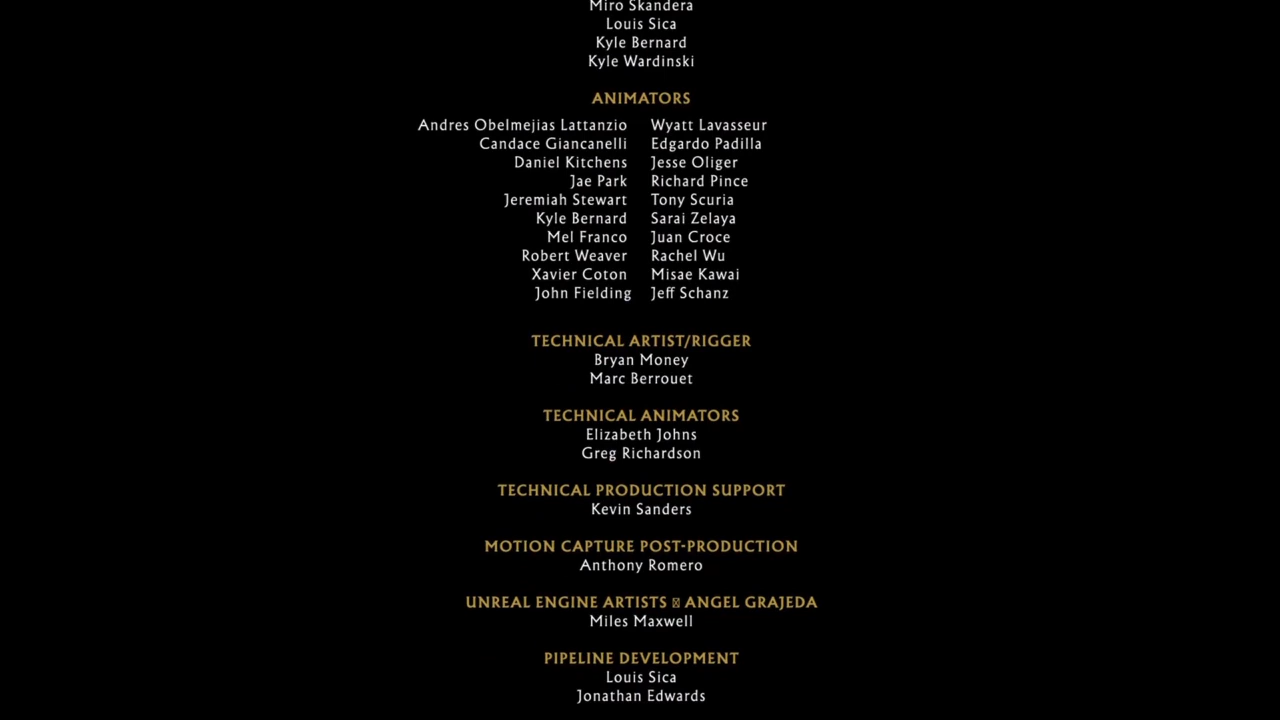 Miro Skandera
Louis Sica
Kyle Bernard
Kyle Wardinski
ANIMATORS
Andres Obelmejias Lattanzio Wyatt Lavasseur
Candace Giancanelli Edgardo Padilla
Daniel Kitchens Jesse Oliger
Jae Park Richard Pince
Jeremiah Stewart Tony Scuria
Kyle Bernard Sarai Zelaya
Mel Franco Juan Croce
Robert Weaver Rachel Wu
Xavier Coton Misae Kawai
John Fielding Jeff Schanz
TECHNICAL ARTIST/RIGGER
Bryan Money
Marc Berrouet
TECHNICAL ANIMATORS
Elizabeth Johns
Greg Richardson
TECHNICAL PRODUCTION SUPPORT
Kevin Sanders
MOTION CAPTURE POST-PRODUCTION
Anthony Romero
UNREAL ENGINE ARTISTS ANGEL GRAJEDA
Miles Maxwell
PIPELINE DEVELOPMENT
Louis Sica
Jonathan Edwards